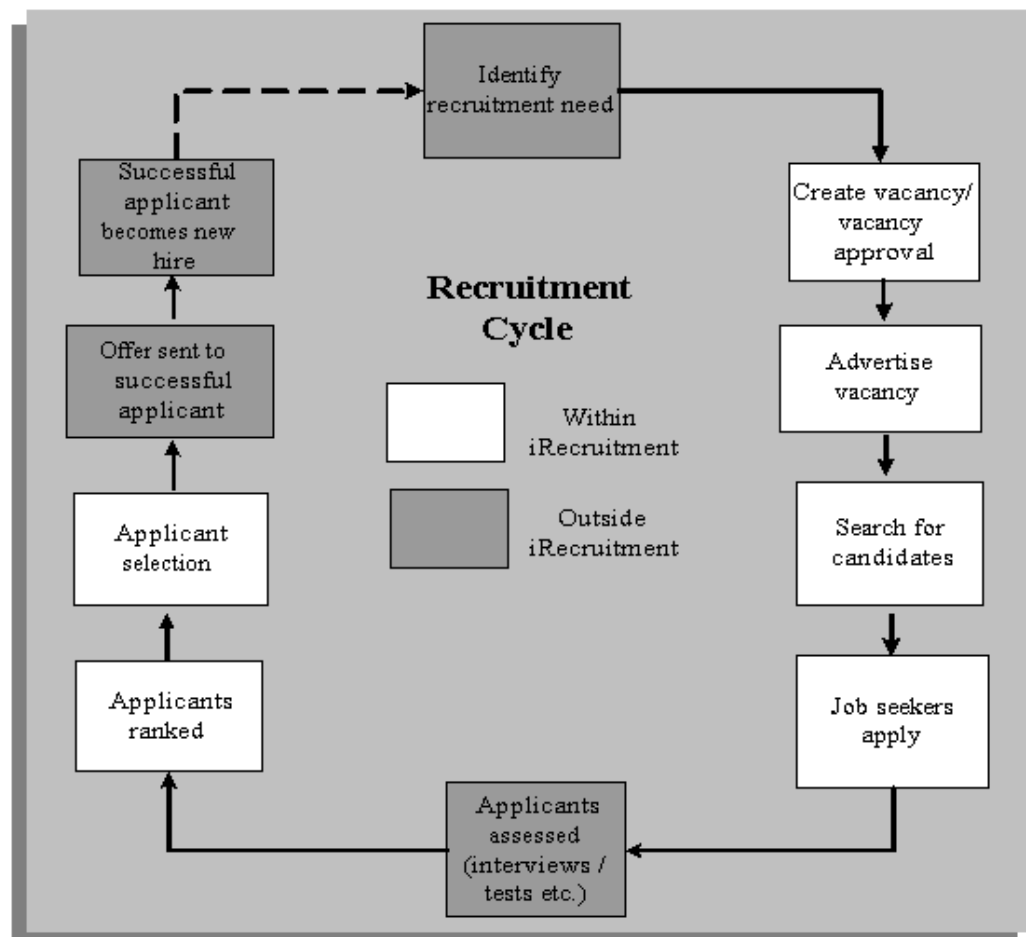 Identify
recruitment need
Create vacancy/
vacancy
approval
Advertise
vacancy
Search for
candidates
Job seekers
apply
Applicants
assessed
(interviews /
tests etc.)
Applicants
ranked
Applicant
selection
Offer sent to
successful
applicant
Successful
applicant
becomes new
hire
Recruitment
Cycle
Within
iRecruitment
Outside
iRecruitment